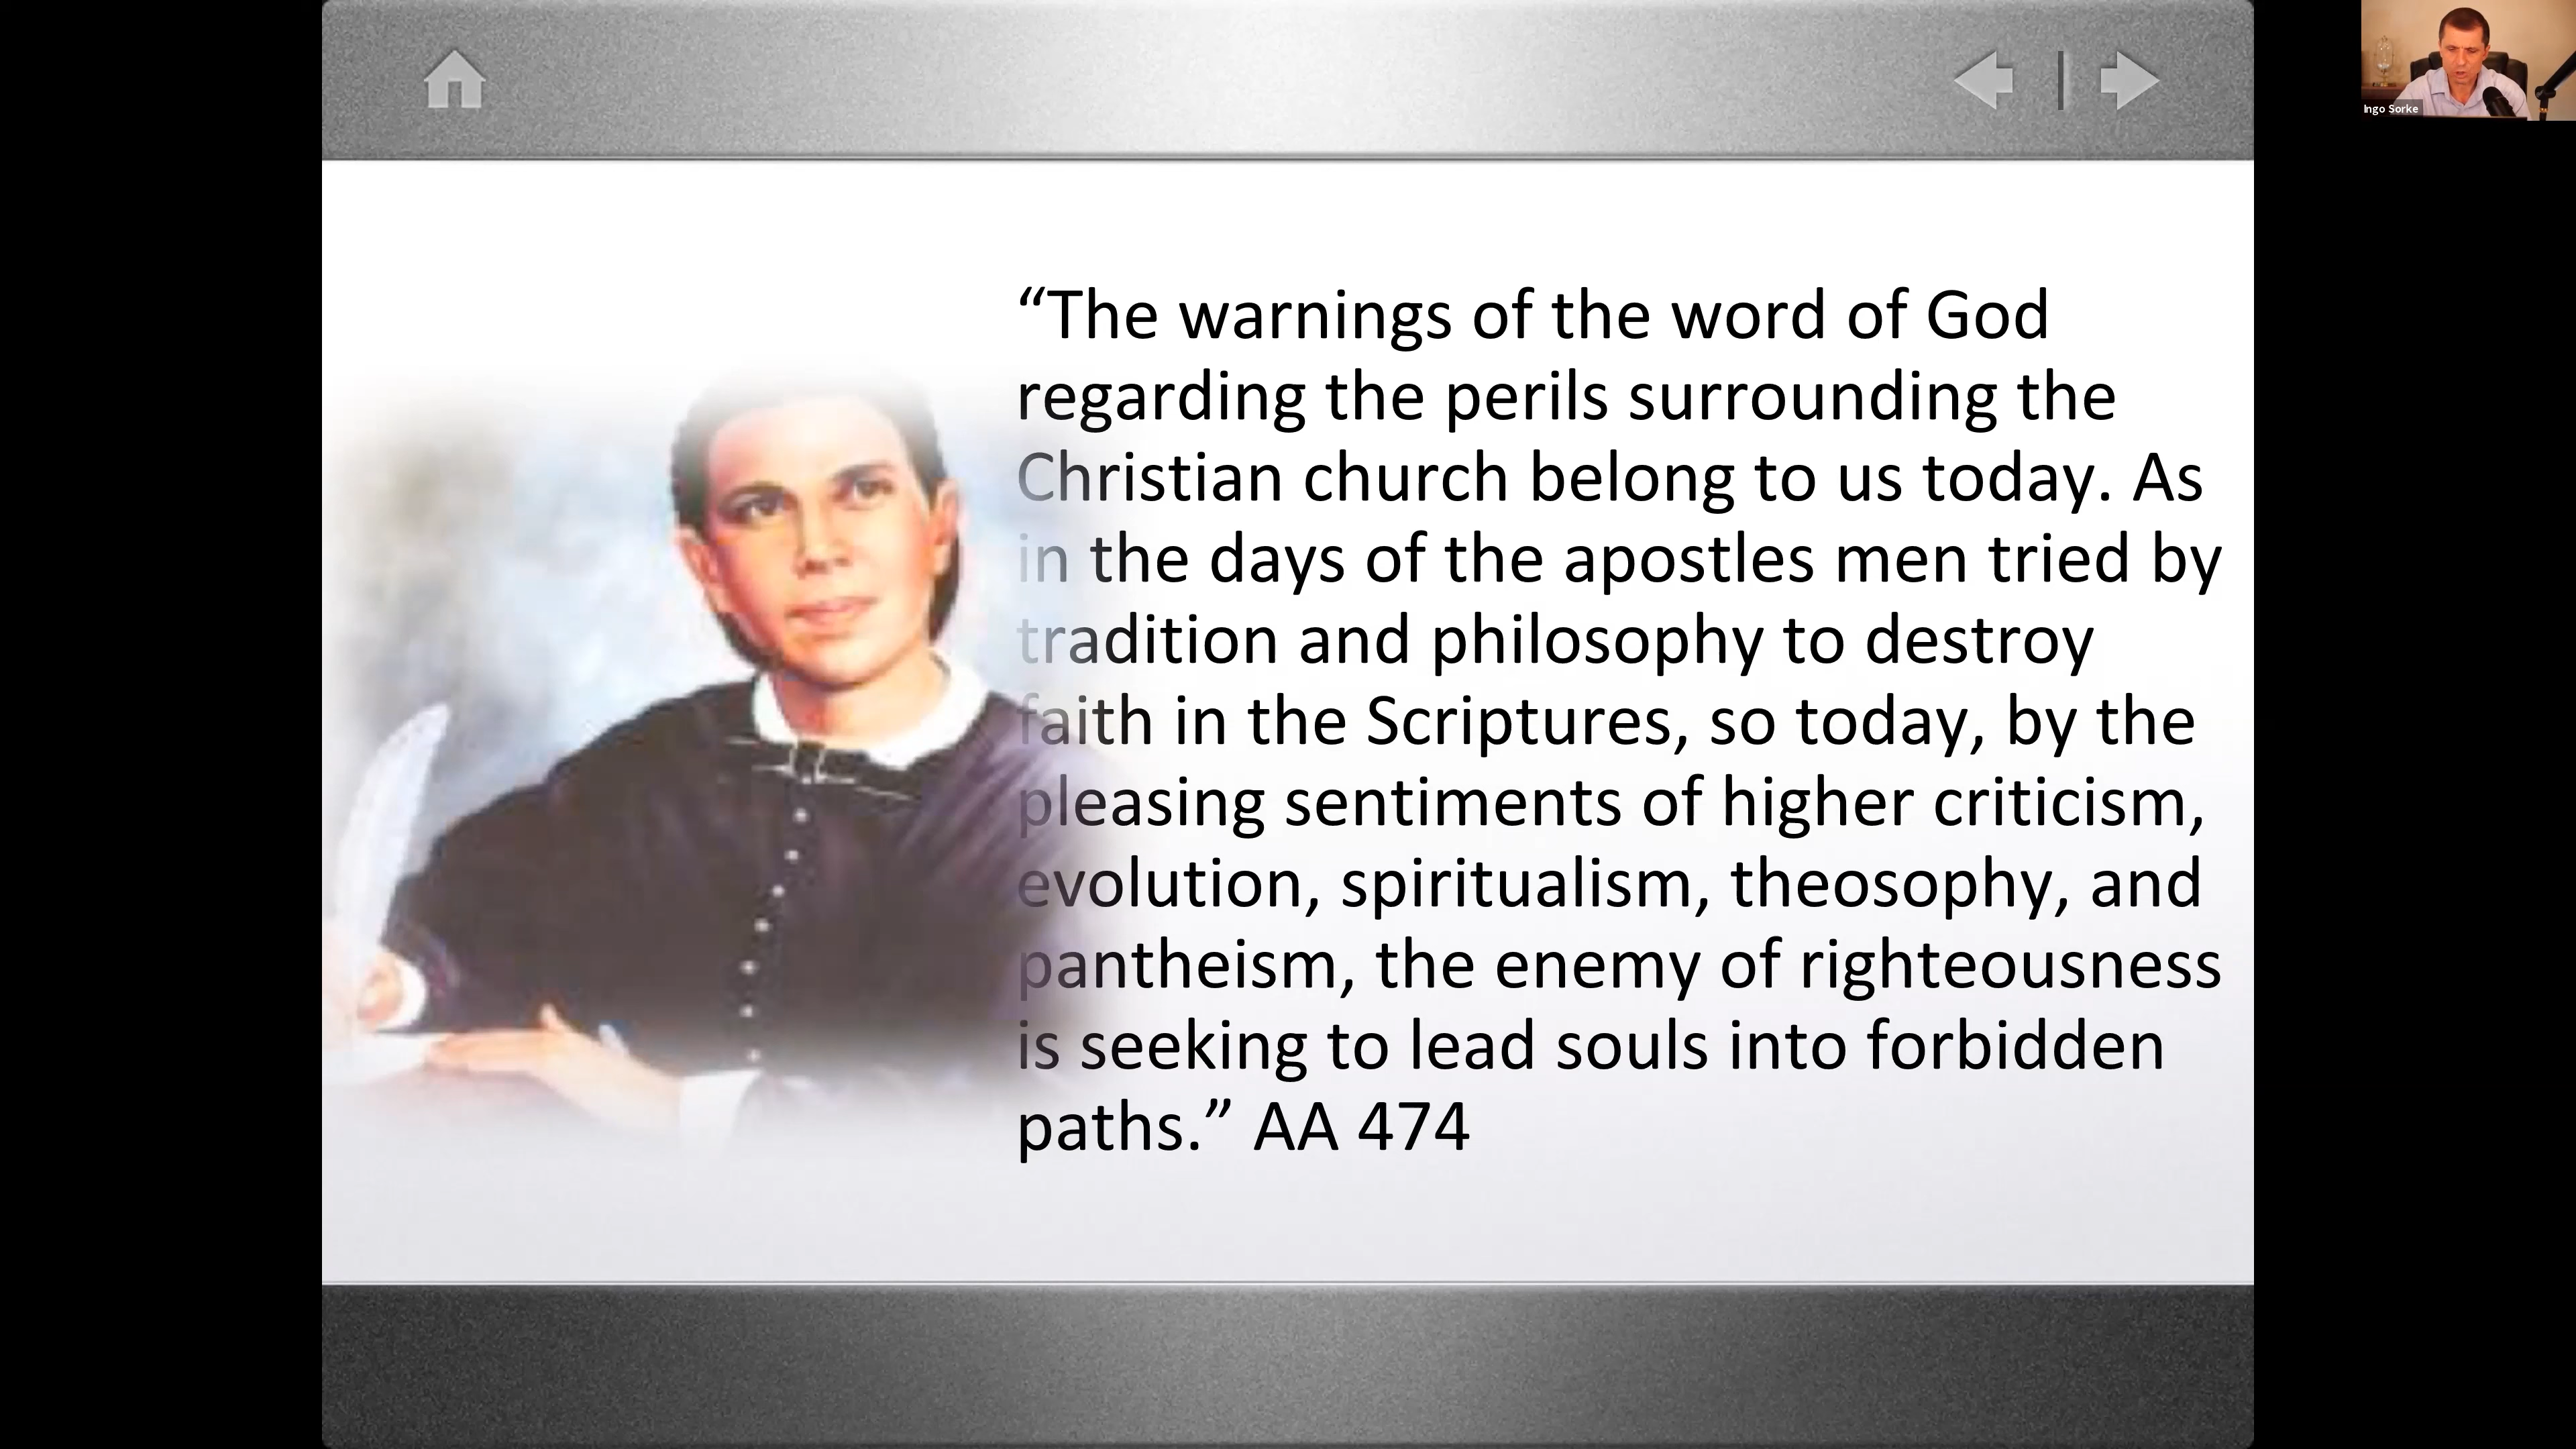 Ingo Sorke
“The warnings of the word of God
regarding the perils surrounding the
Christian church belong to us today. As
in the days of the apostles men tried by
tradition and philosophy to destroy
faith in the Scriptures, so today, by the
pleasing sentiments of higher criticism,
evolution, spiritualism, theosophy, and
pantheism, the enemy of righteousness
is seeking to lead souls into forbidden
paths.” AA 474